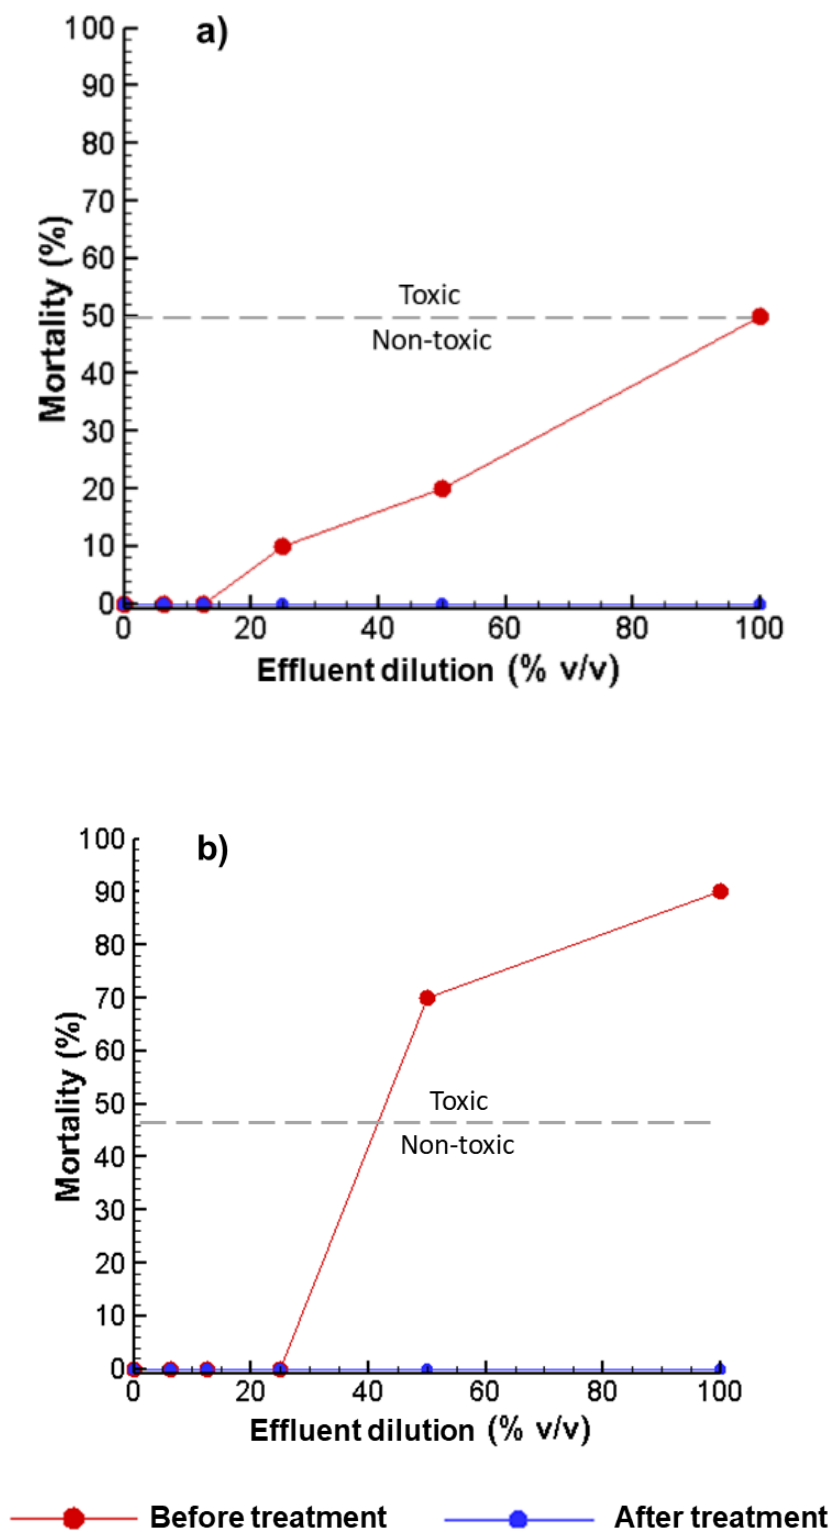 a)
100
90
80
70
60
50
40
30
20
10
0
Mortality (%)
Toxic
Non-toxic
0 20 40 60 80 100
Effluent dilution (% v/v)
b)
100
90
80
70
60
50
40
30
20
10
0
Mortality (%)
Toxic
Non-toxic
0 20 40 60 80 100
Effluent dilution (% v/v)
Before treatment After treatment